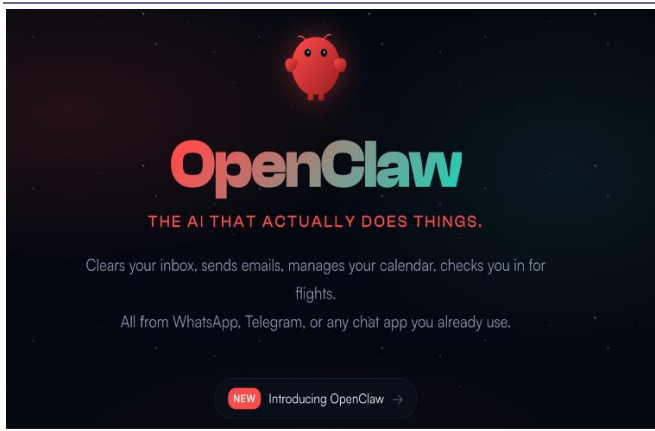 OpenClaw
THE AI THAT ACTUALLY DOES THINGS.
Clears your inbox, sends emails, manages your calendar, checks you in for
flights.
All from WhatsApp, Telegram, or any chat app you already use.
NEW Introducing OpenClaw →